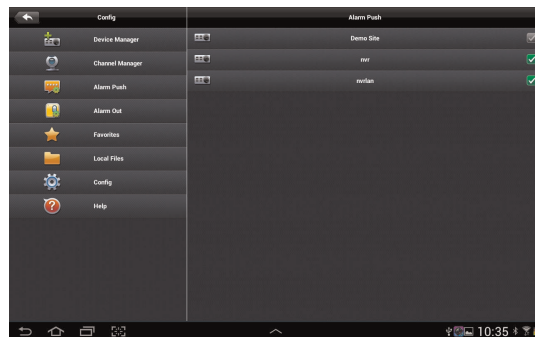 Config
Alarm Push
Device Manager
Demo Site
Channel Manager
nvr
Alarm Push
nvrlan
Alarm Out
Favorites
Local Files
Config
Help
10:35